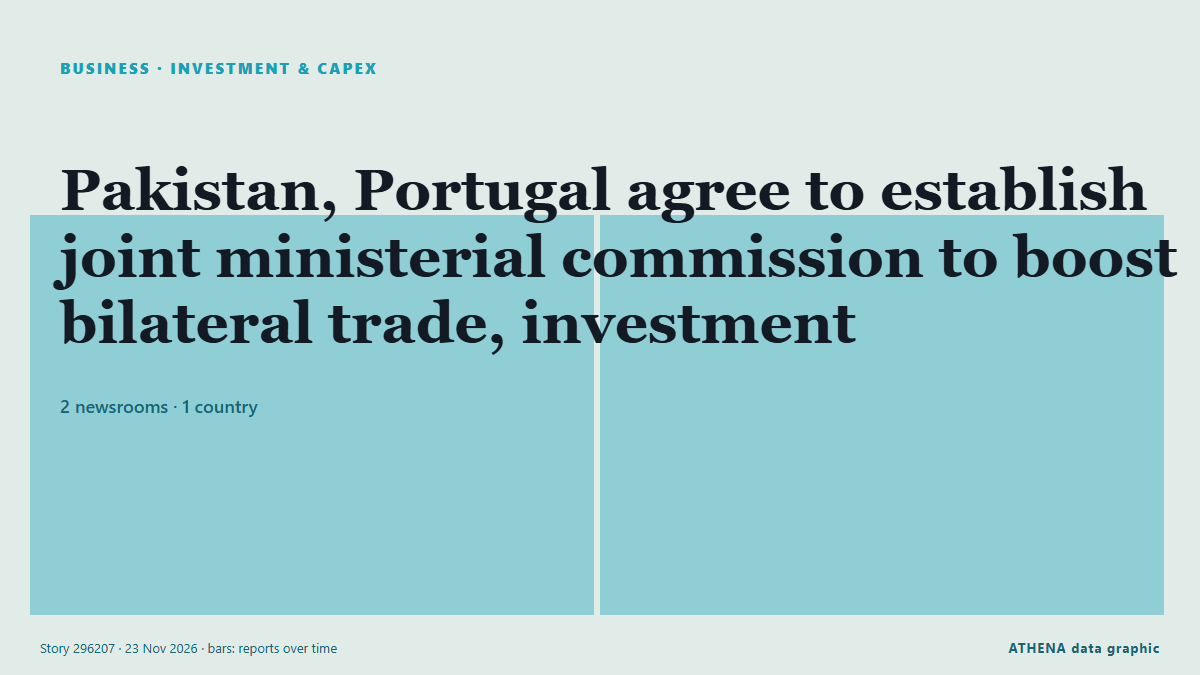 BUSINESS · INVESTMENT & CAPEX
Pakistan, Portugal agree to establish
joint ministerial commission to boost
bilateral trade, investment
2 newsrooms · 1 country
Story 296207 · 23 Nov 2026 · bars: reports over time
ATHENA data graphic